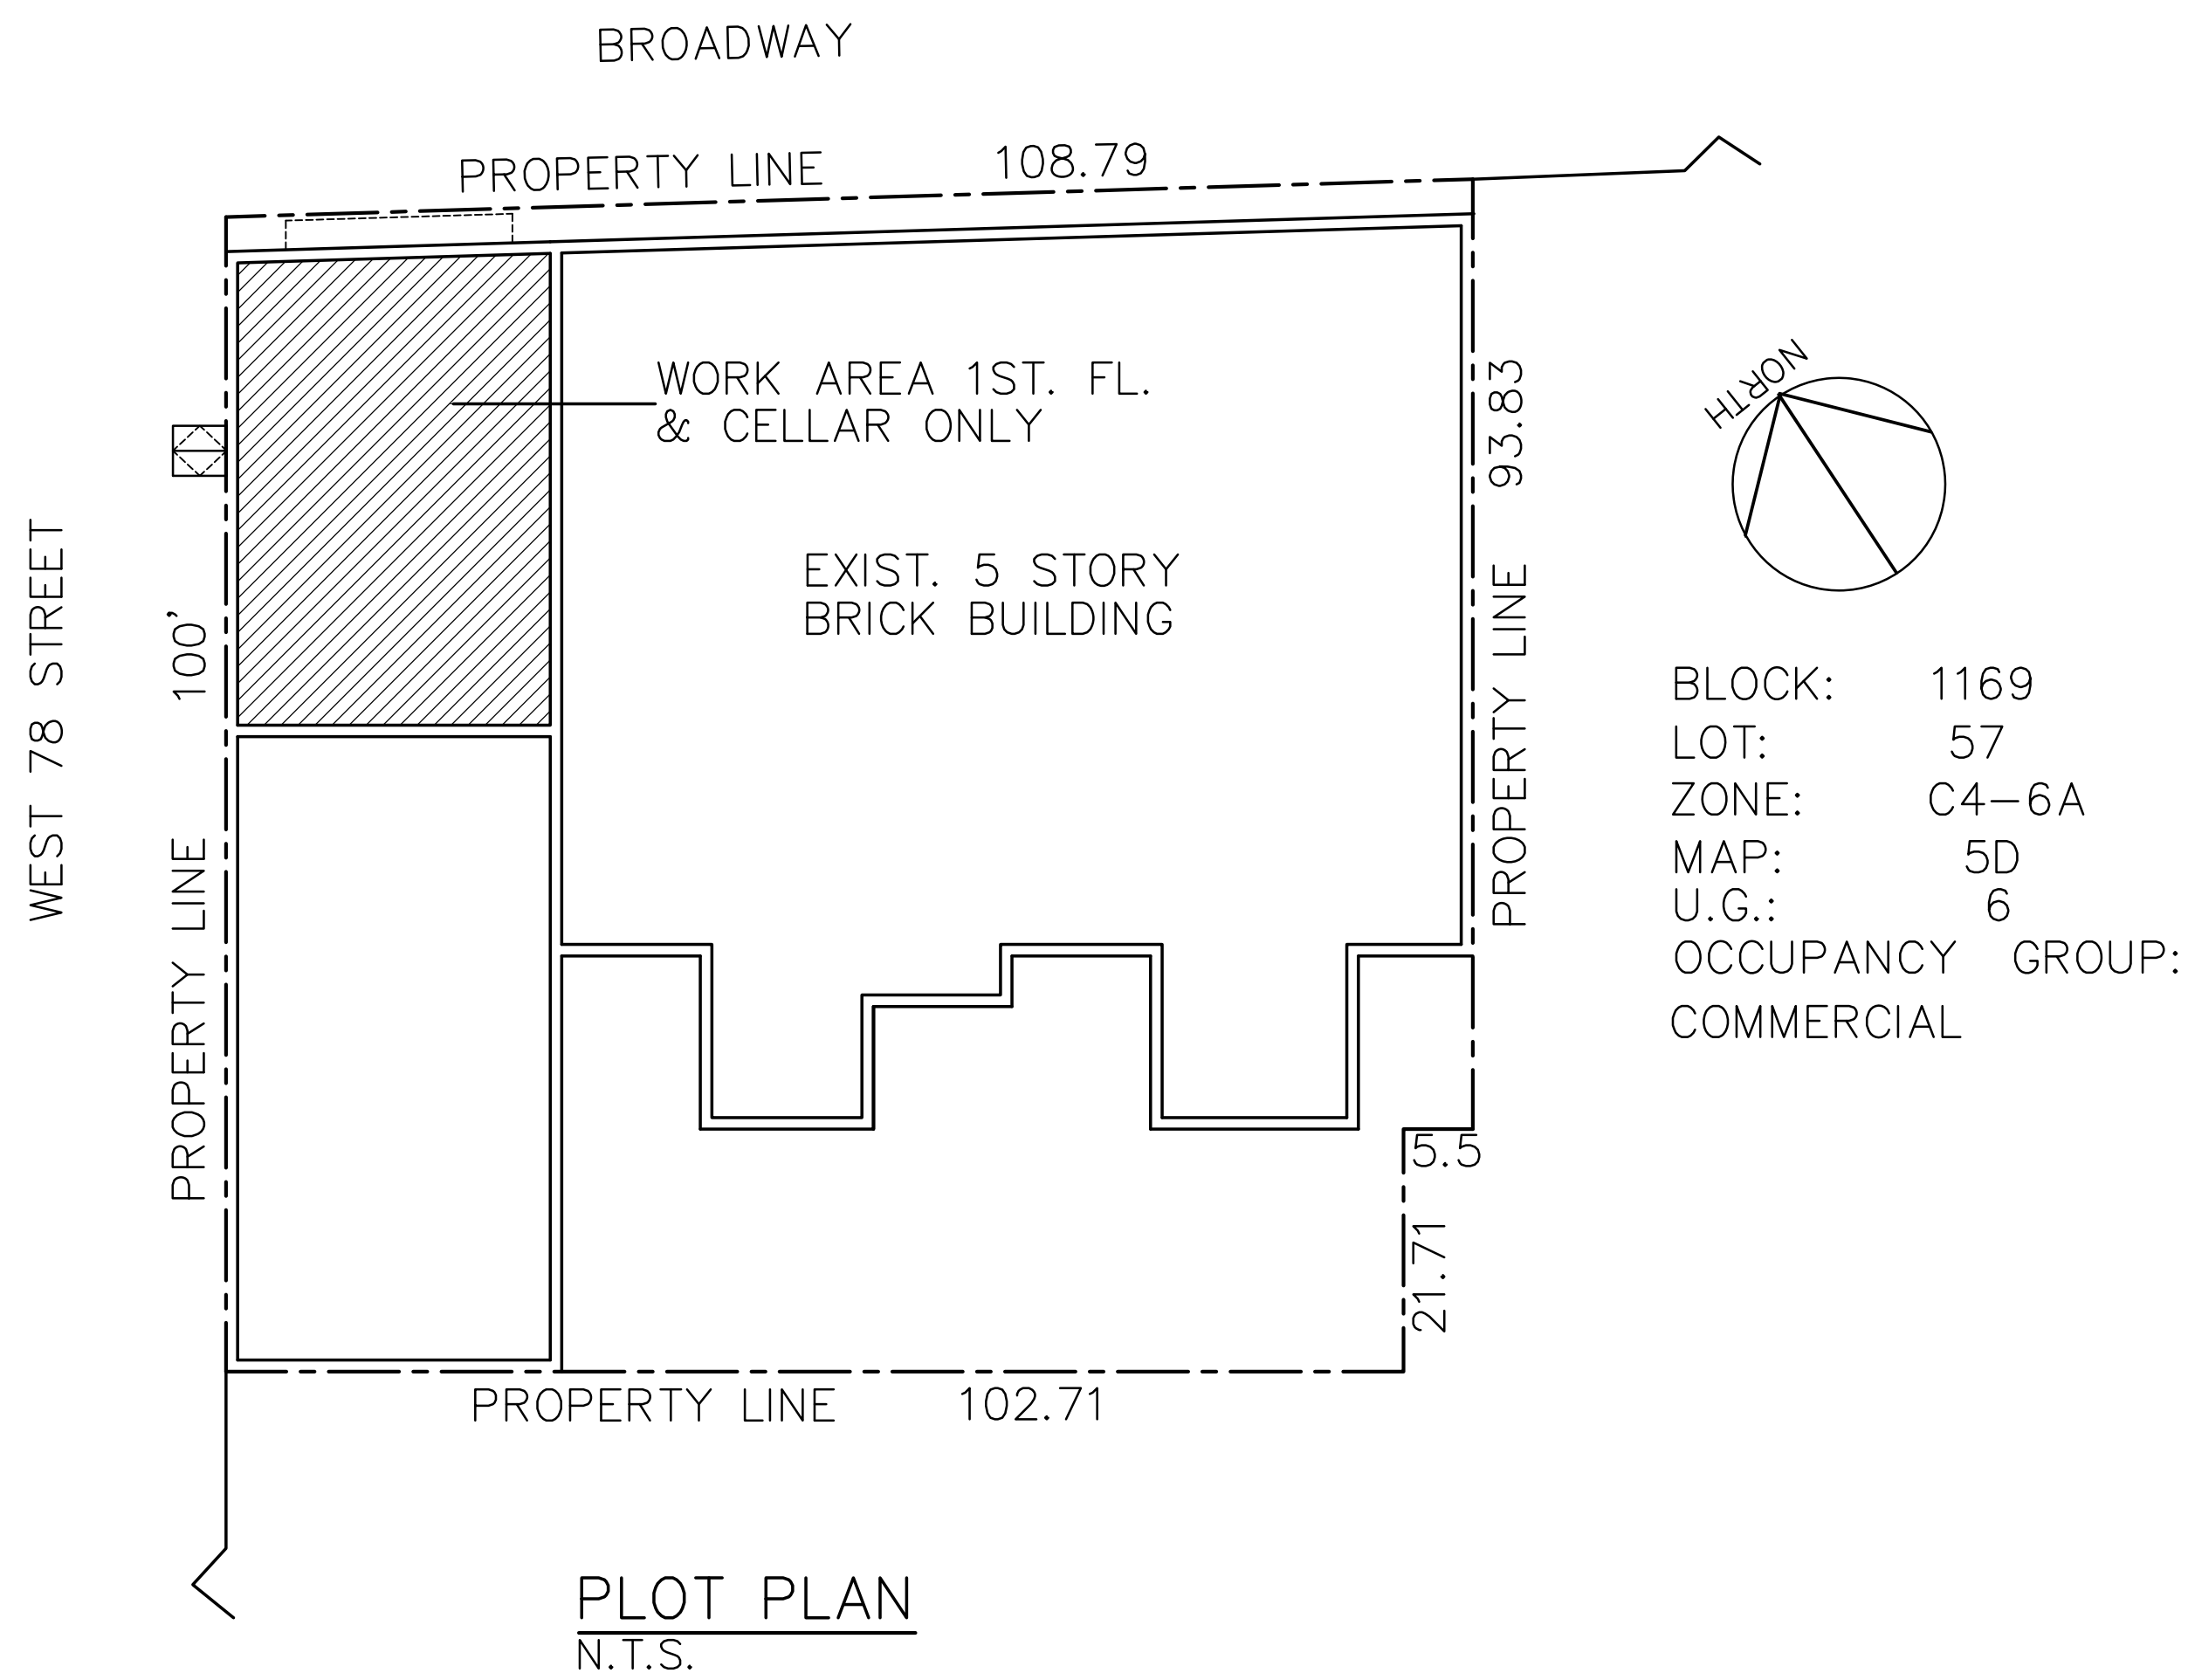 BROADWAY
PROPERTY LINE 108.79
NORTH
WORK AREA 1ST. FL.
& CELLAR ONLY
93.83
PROPERTY LINE
EXIST. 5 STORY
BRICK BUILDING
WEST 78 STREET
100'
PROPERTY LINE
BLOCK: 1169
LOT: 57
ZONE: C4-6A
MAP: 5D
U.G.: 6
OCCUPANCY GROUP:
COMMERCIAL
5.5
21.71
PROPERTY LINE 102.71
PLOT PLAN
N.T.S.